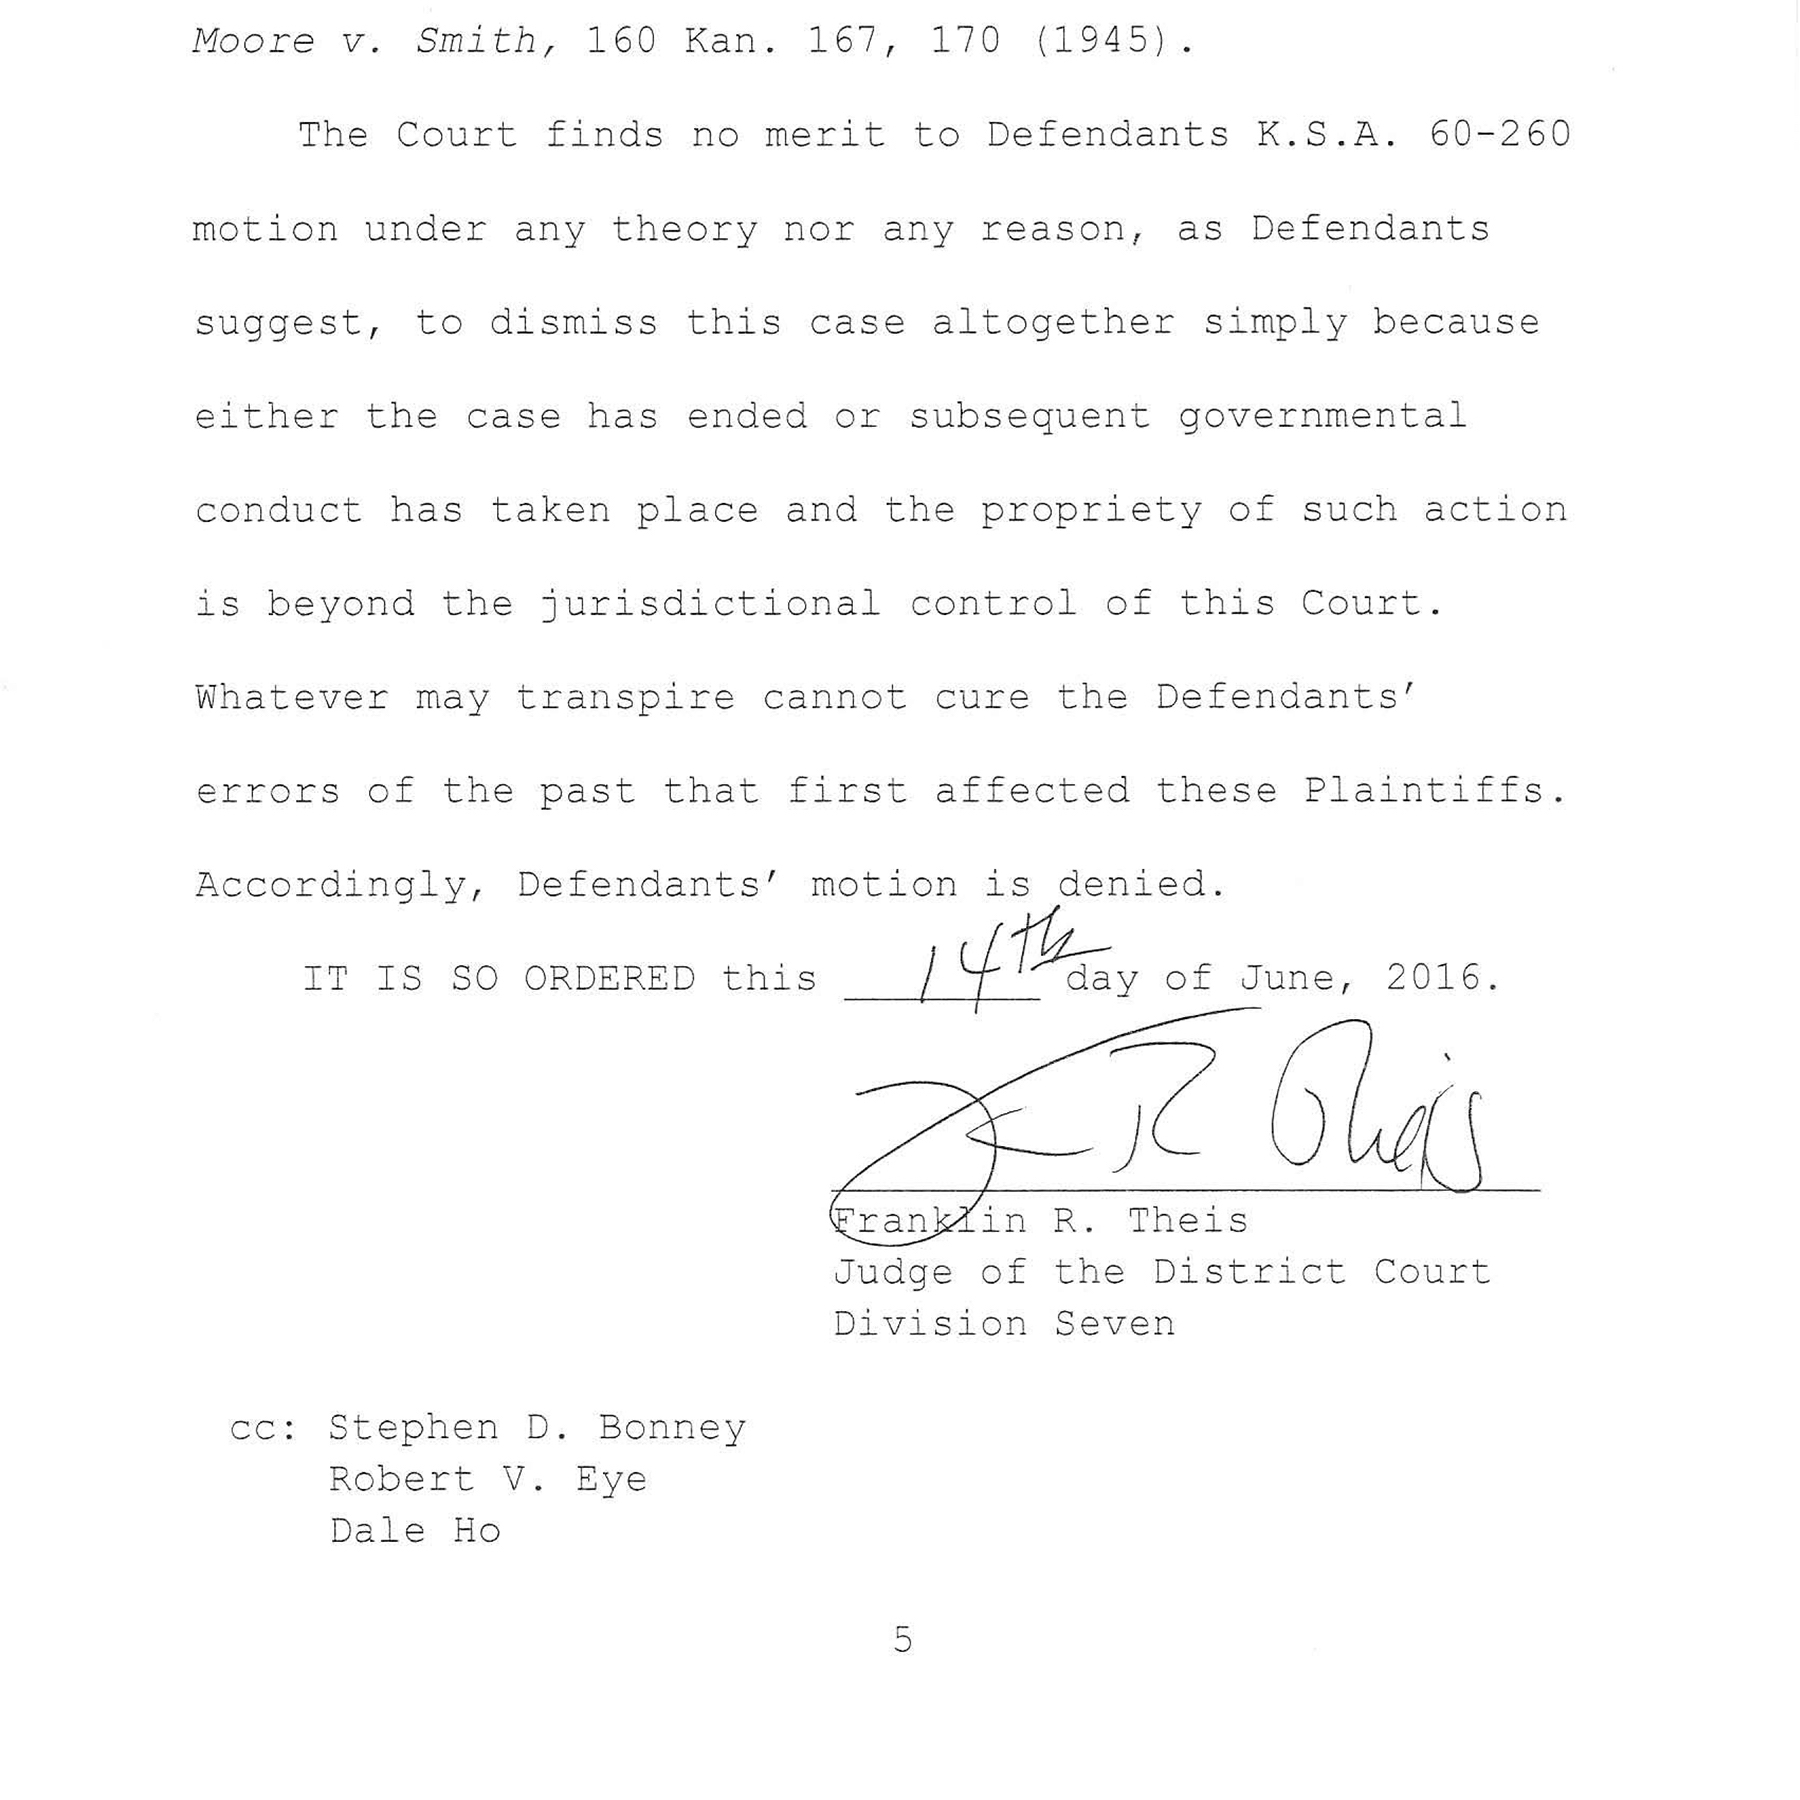 Moore v. Smith, 160 Kan. 167, 170 (1945).
The Court finds no merit to Defendants K.S.A. 60-260
motion under any theory nor any reason, as Defendants
suggest, to dismiss this case altogether simply because
either the case has ended or subsequent governmental
conduct has taken place and the propriety of such action
is beyond the jurisdictional control of this Court.
Whatever may transpire cannot cure the Defendants'
errors of the past that first affected these Plaintiffs.
Accordingly, Defendants' motion is denied.
IT IS SO ORDERED this 14th day of June, 2016.
F R Theis
Franklin R. Theis
Judge of the District Court
Division Seven
cc: Stephen D. Bonney
Robert V. Eye
Dale Ho
5